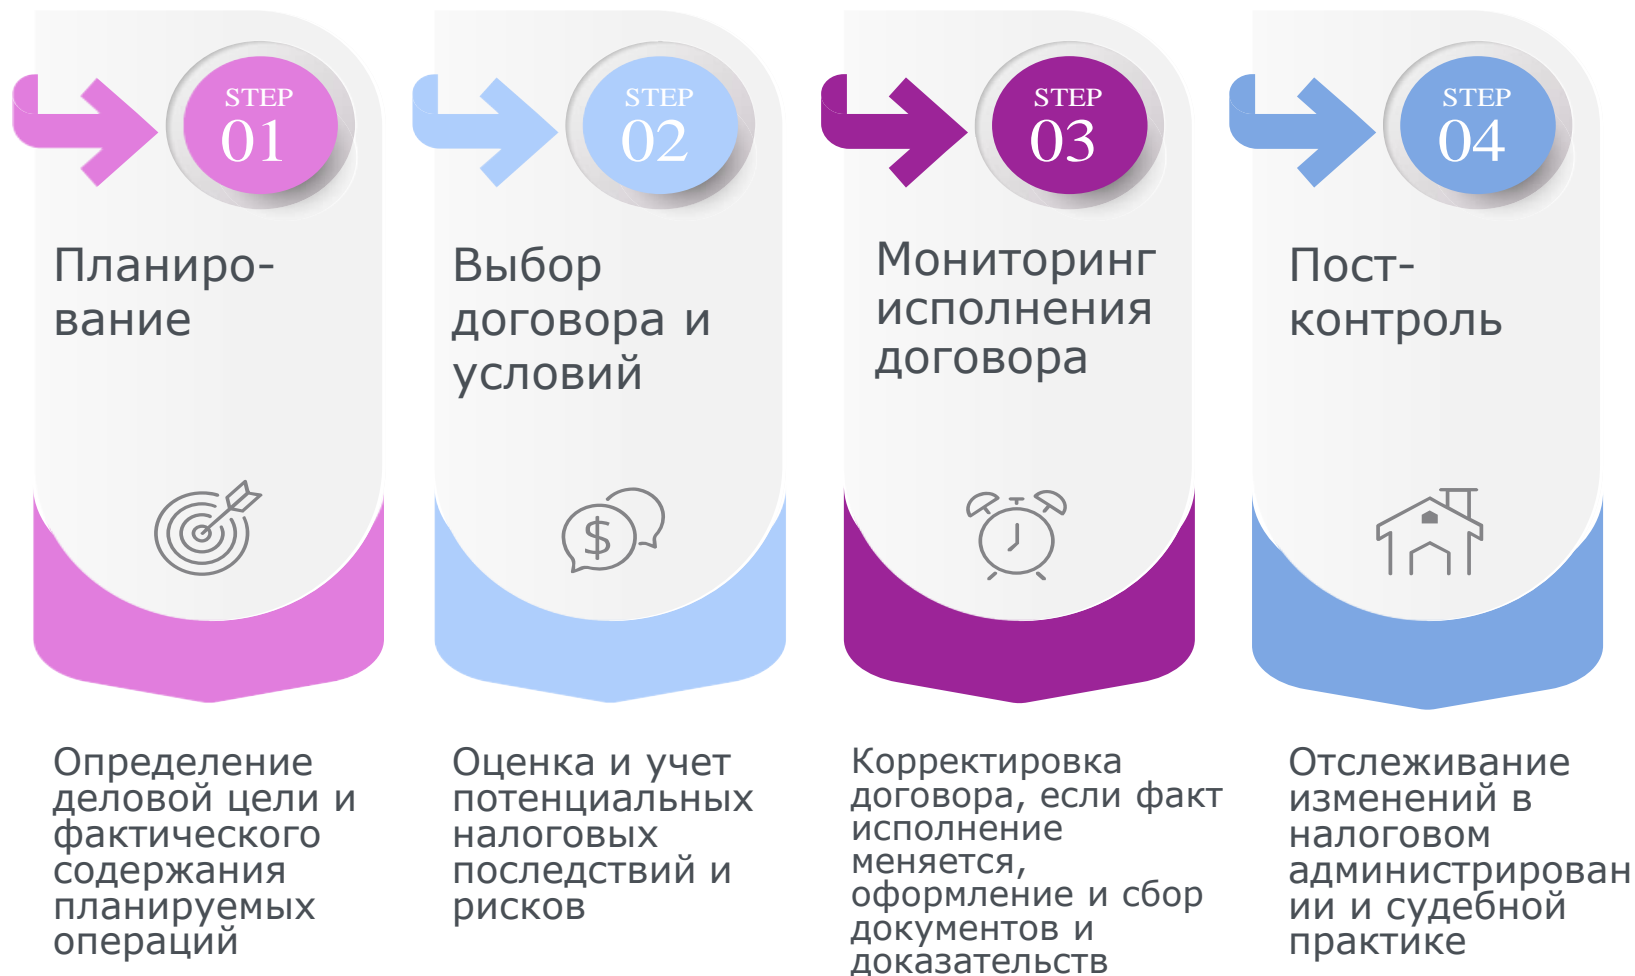 STEP
01
Планиро-
вание
Определение
деловой цели и
фактического
содержания
планируемых
операций
STEP
02
Выбор
договора и
условий
$
Оценка и учет
потенциальных
налоговых
последствий и
рисков
STEP
03
Мониторинг
исполнения
договора
Корректировка
договора, если факт
исполнение
меняется,
оформление и сбор
документов и
доказательств
STEP
04
Пост-
контроль
Отслеживание
изменений в
налоговом
администрирован
ии и судебной
практике